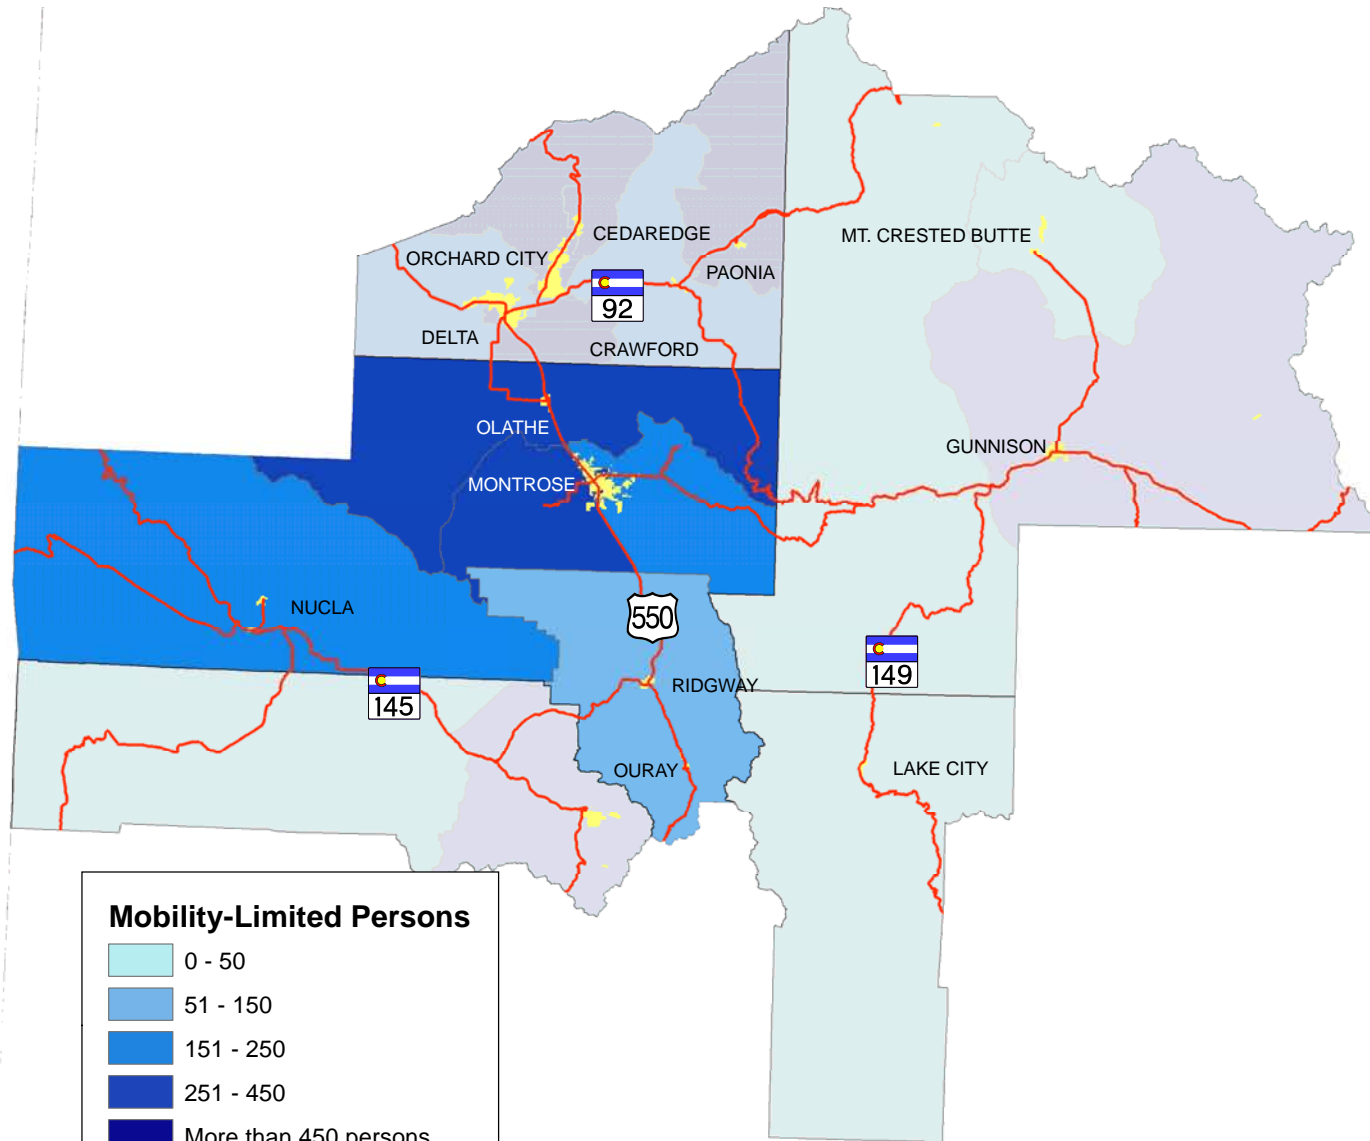 CEDAREDGE
MT. CRESTED BUTTE
ORCHARD CITY
PAONIA
92
DELTA
CRAWFORD
OLATHE
GUNNISON
MONTROSE
NUCLA
550
149
RIDGWAY
145
OURAY
LAKE CITY
Mobility-Limited Persons
0 - 50
51 - 150
151 - 250
251 - 450
More than 450 persons